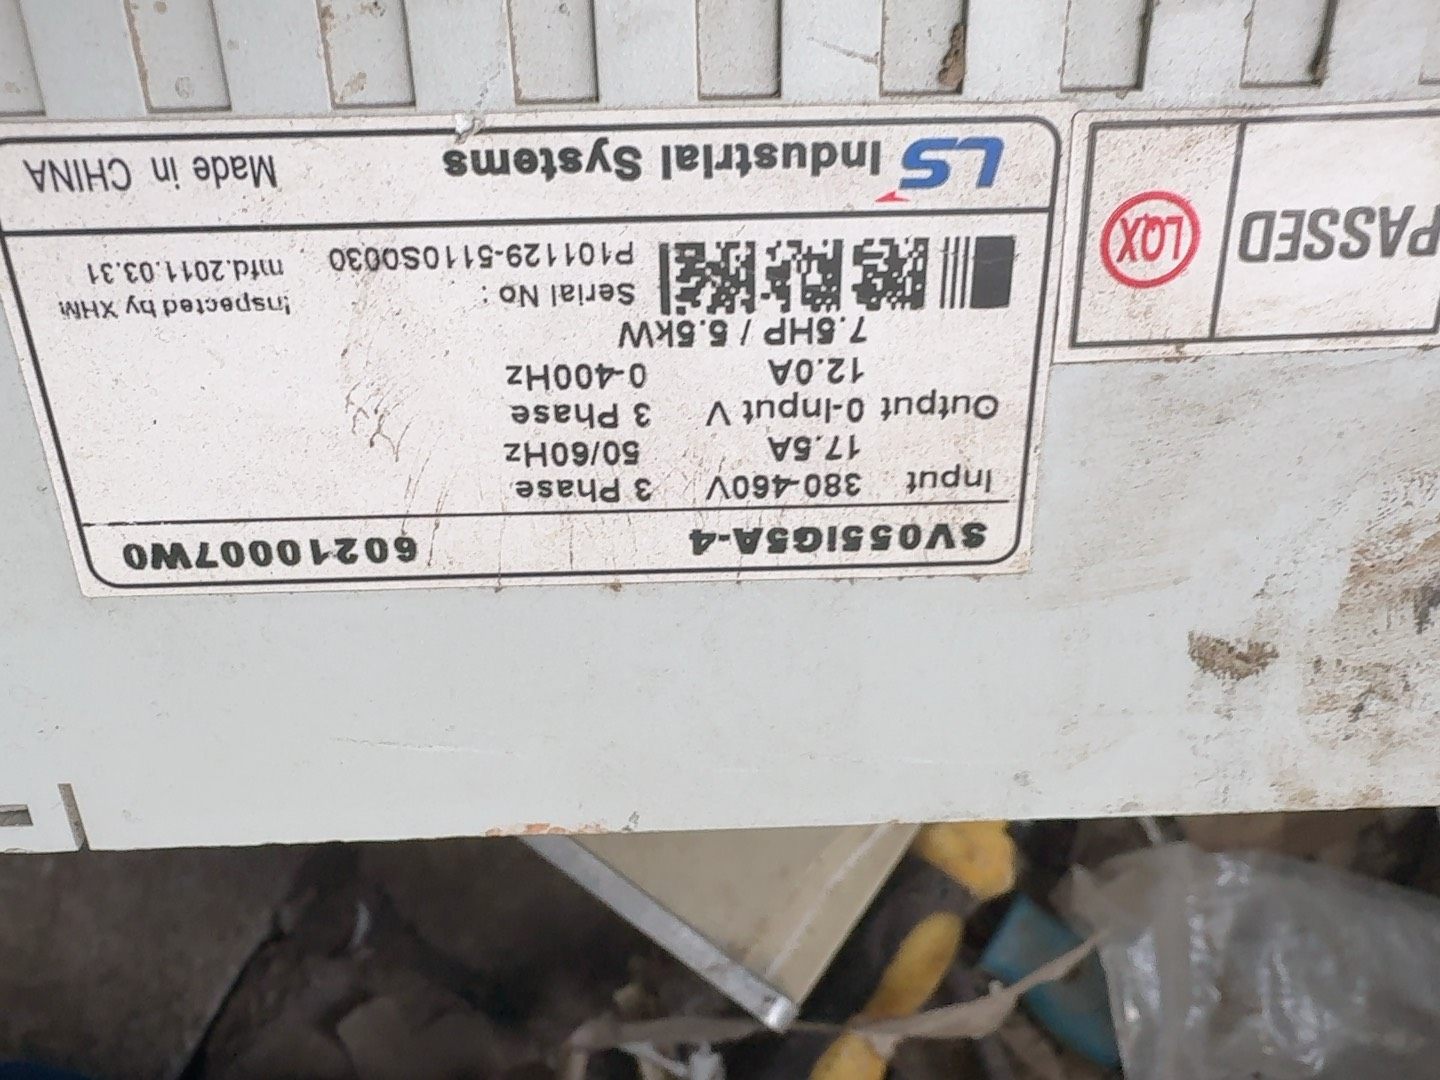 SV055IG5A-4 60210007W0
Input 380-460V 3 Phase
17.5A 50/60Hz
Output 0-Input V 3 Phase
12.0A 0-400Hz
7.5HP / 5.5kW
Serial No : Inspected by XHM
P101129-5110S0030 mfd.2011.03.31
LS Industrial Systems Made in CHINA
PASSED LQX